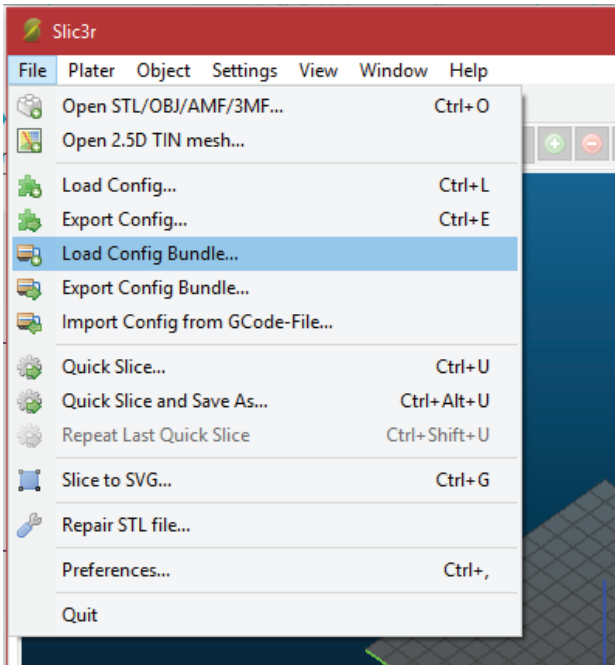 Slic3r
File Plater Object Settings View Window Help
Open STL/OBJ/AMF/3MF... Ctrl+O
Open 2.5D TIN mesh...
Load Config... Ctrl+L
Export Config... Ctrl+E
Load Config Bundle...
Export Config Bundle...
Import Config from GCode-File...
Quick Slice... Ctrl+U
Quick Slice and Save As... Ctrl+Alt+U
Repeat Last Quick Slice Ctrl+Shift+U
Slice to SVG... Ctrl+G
Repair STL file...
Preferences... Ctrl+,
Quit